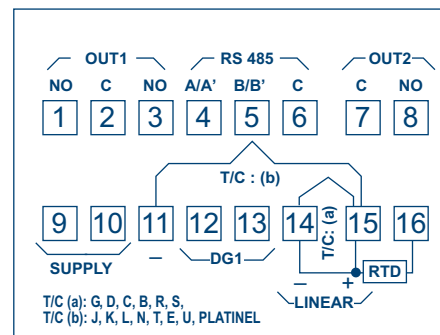 OUT1 RS 485 OUT2
NO C NO A/A' B/B' C C NO
1 2 3 4 5 6 7 8
T/C : (b)
9 10 11 12 13 14 15 16
T/C: (a)
SUPPLY − DG1 − + RTD
LINEAR
T/C (a): G, D, C, B, R, S,
T/C (b): J, K, L, N, T, E, U, PLATINEL